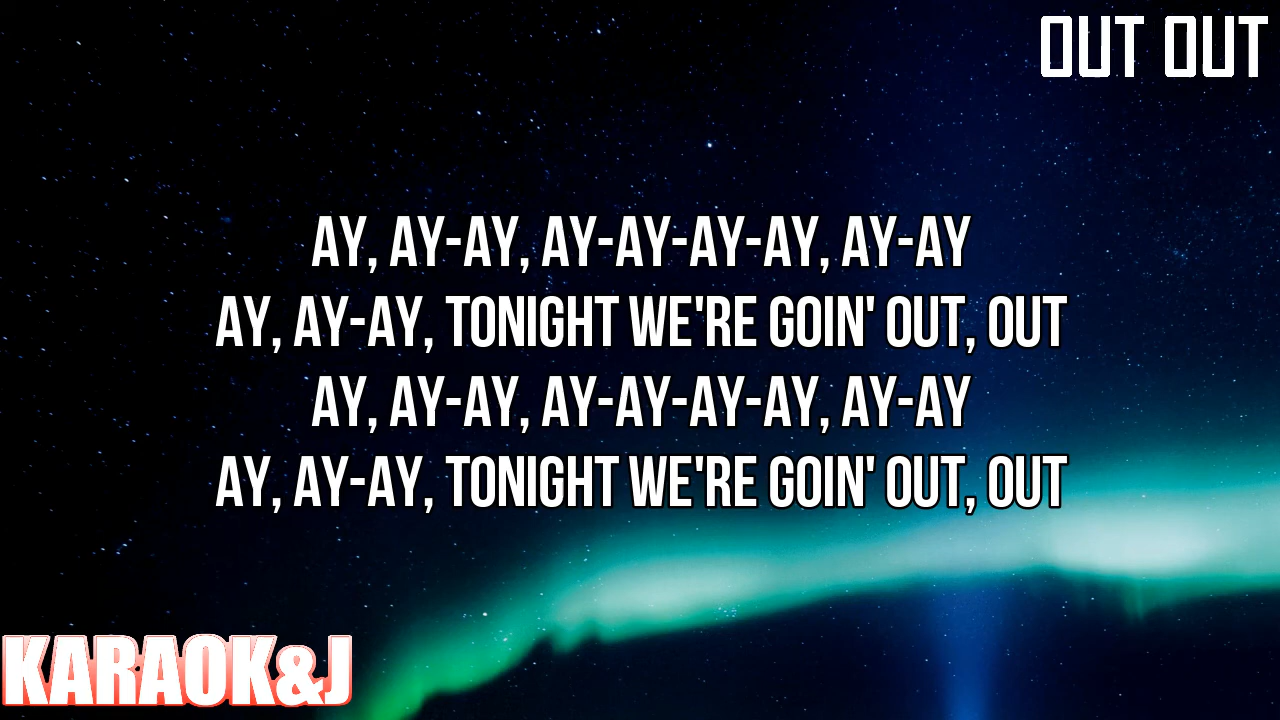 OUT OUT
AY, AY-AY, AY-AY-AY-AY, AY-AY
AY, AY-AY, TONIGHT WE'RE GOIN' OUT, OUT
AY, AY-AY, AY-AY-AY-AY, AY-AY
AY, AY-AY, TONIGHT WE'RE GOIN' OUT, OUT
KARAOK&J